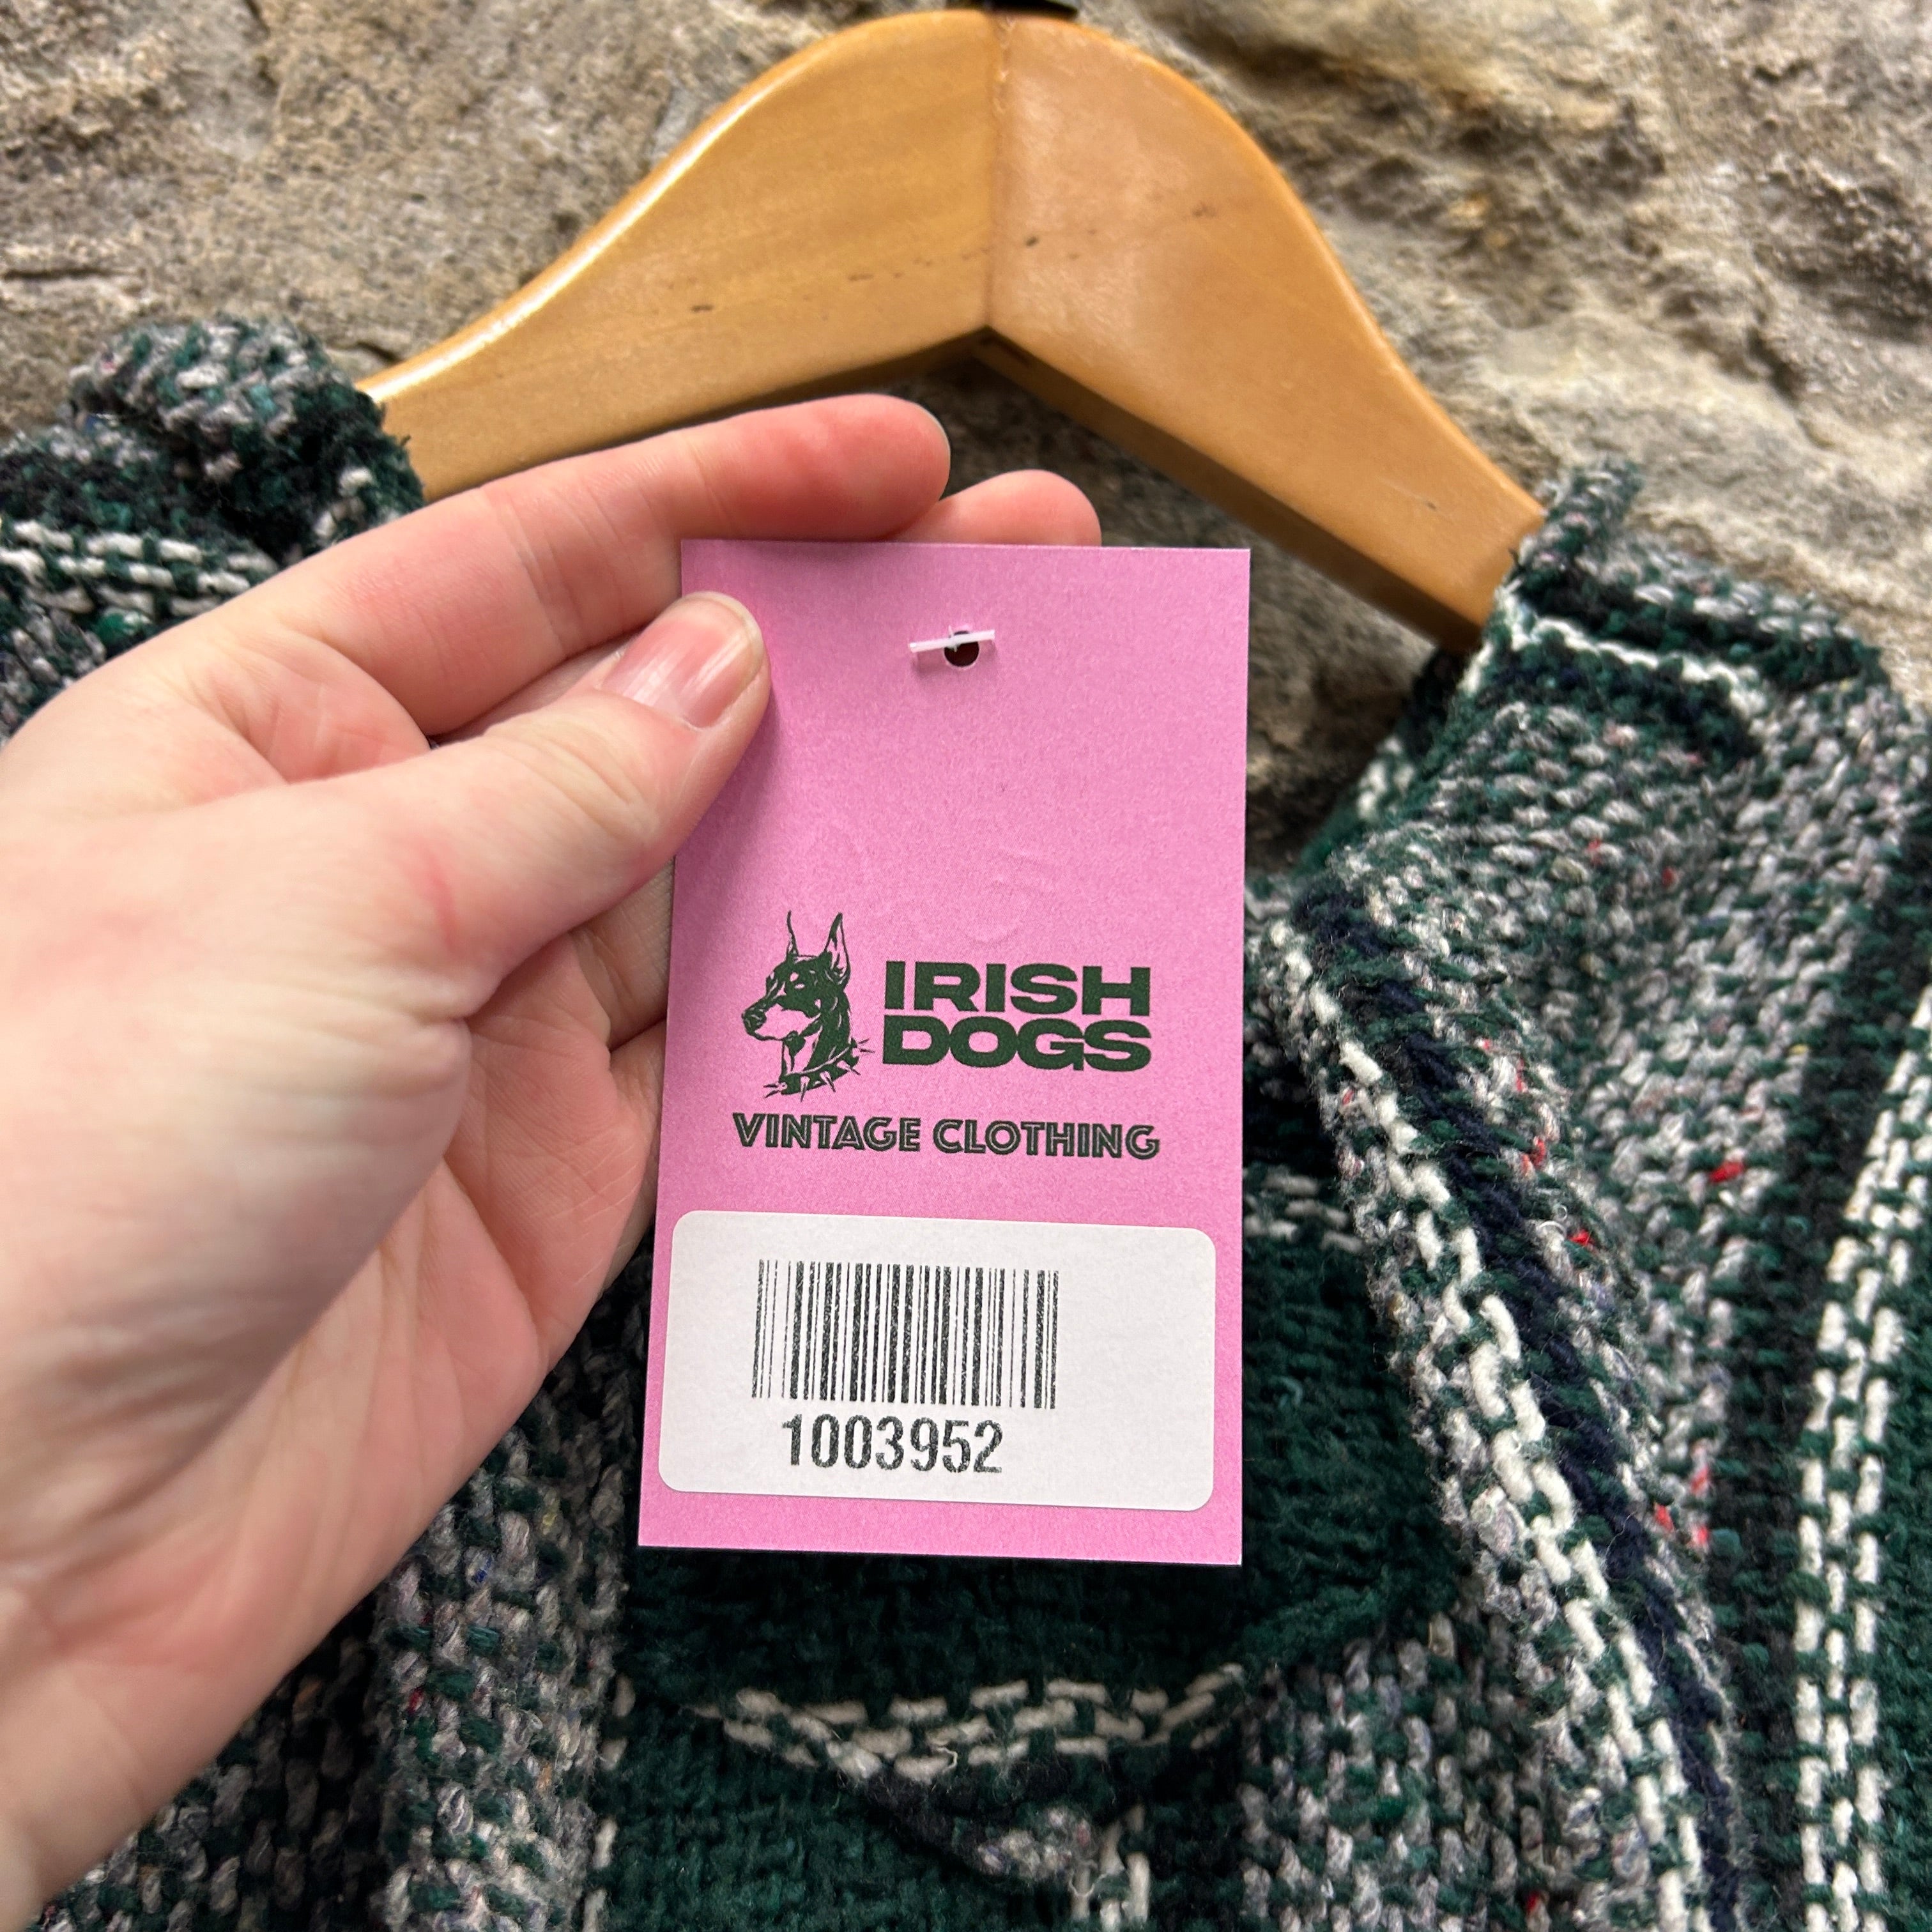 IRISH
DOGS
VINTAGE CLOTHING
1003952